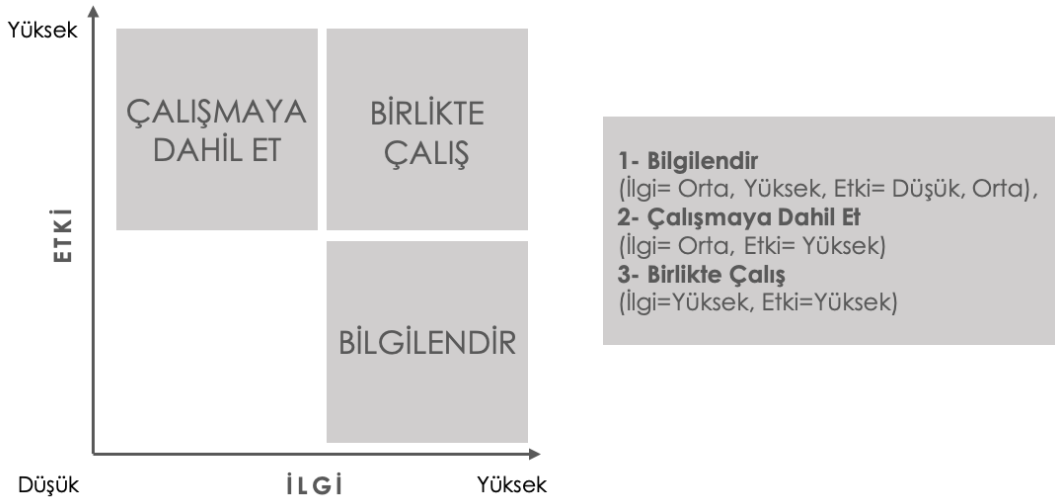 Yüksek
ÇALIŞMAYA
DAHİL ET
BİRLİKTE
ÇALIŞ
ETKİ
BİLGİLENDİR
Düşük
İLGİ
Yüksek
1- Bilgilendir
(İlgi= Orta, Yüksek, Etki= Düşük, Orta),
2- Çalışmaya Dahil Et
(İlgi= Orta, Etki= Yüksek)
3- Birlikte Çalış
(İlgi=Yüksek, Etki=Yüksek)